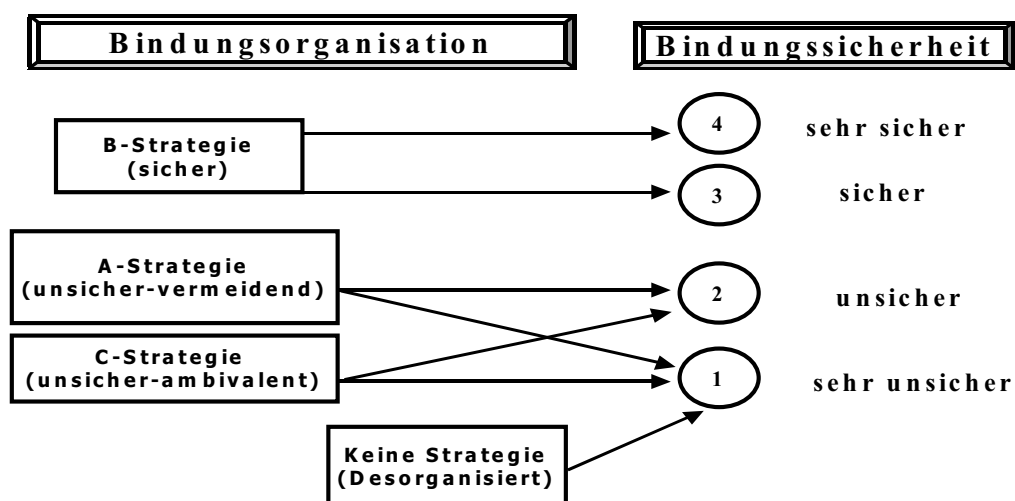 Bindungsorganisation
Bindungssicherheit
B-Strategie
(sicher)
4
sehr sicher
3
sicher
A-Strategie
(unsicher-vermeidend)
2
unsicher
C-Strategie
(unsicher-ambivalent)
1
sehr unsicher
Keine Strategie
(Desorganisiert)